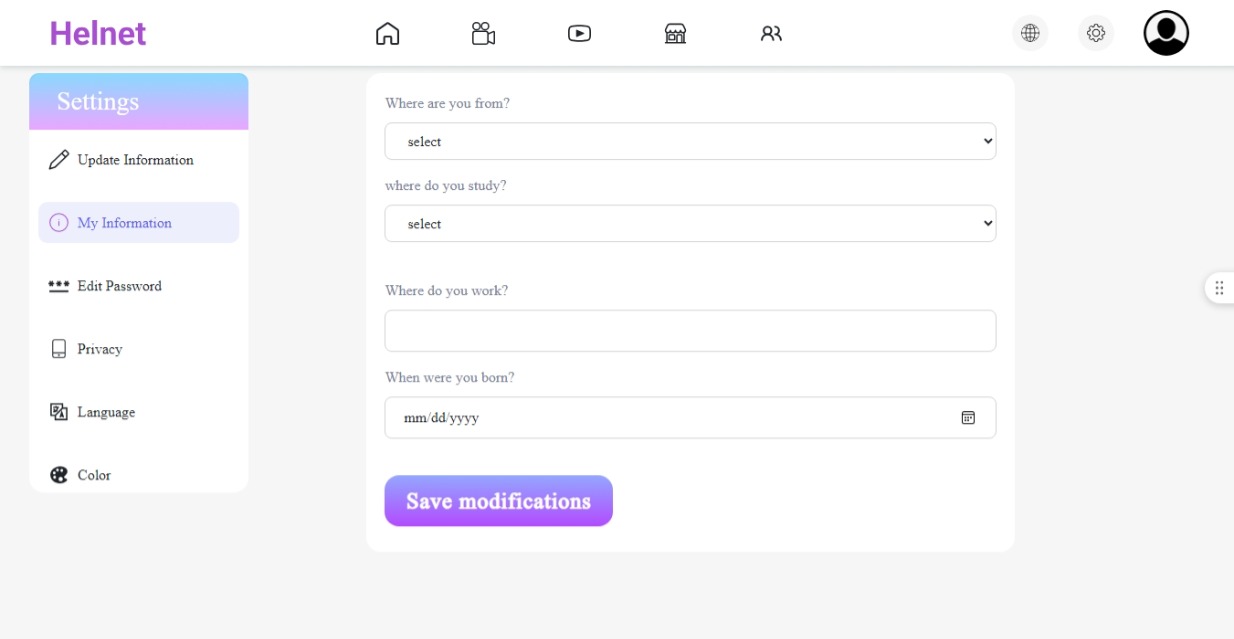 Helnet
Settings
Update Information
My Information
*** Edit Password
Privacy
Language
Color
Where are you from?
select
where do you study?
select
Where do you work?
When were you born?
mm/dd/yyyy
Save modifications